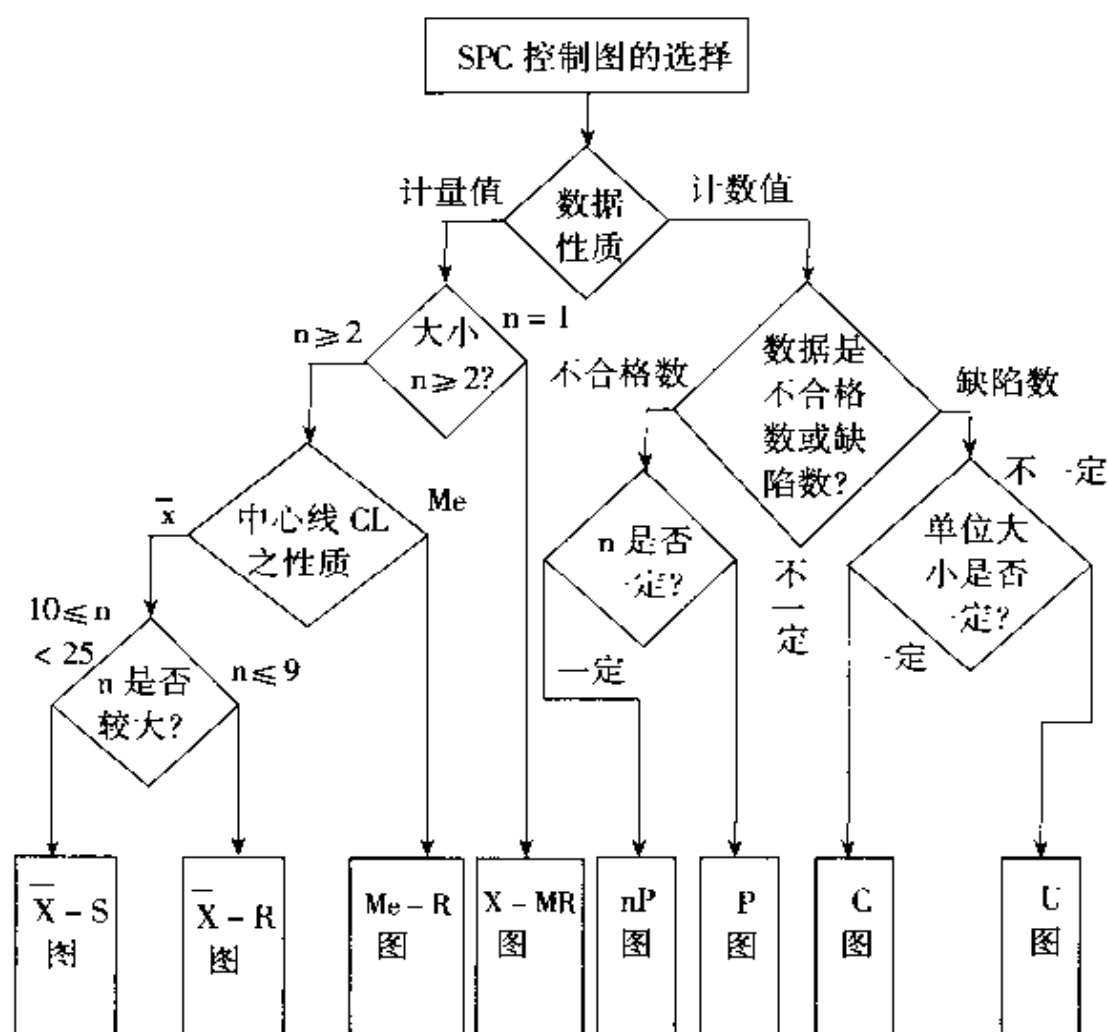 SPC 控制图的选择
计量值
数据
性质
计数值
n≥2
大小
n≥2?
n = 1
不合格数
数据是
不合格
数或缺
陷数?
缺陷数
x̄
中心线 CL
之性质
Me
n 是否
一定?
不一定
不一定
单位大
小是否
一定?
10≤n
< 25
n 是否
较大?
n≤9
一定
一定
X̄ – S
图
X̄ – R
图
Me – R
图
X – MR
图
nP
图
P
图
C
图
U
图